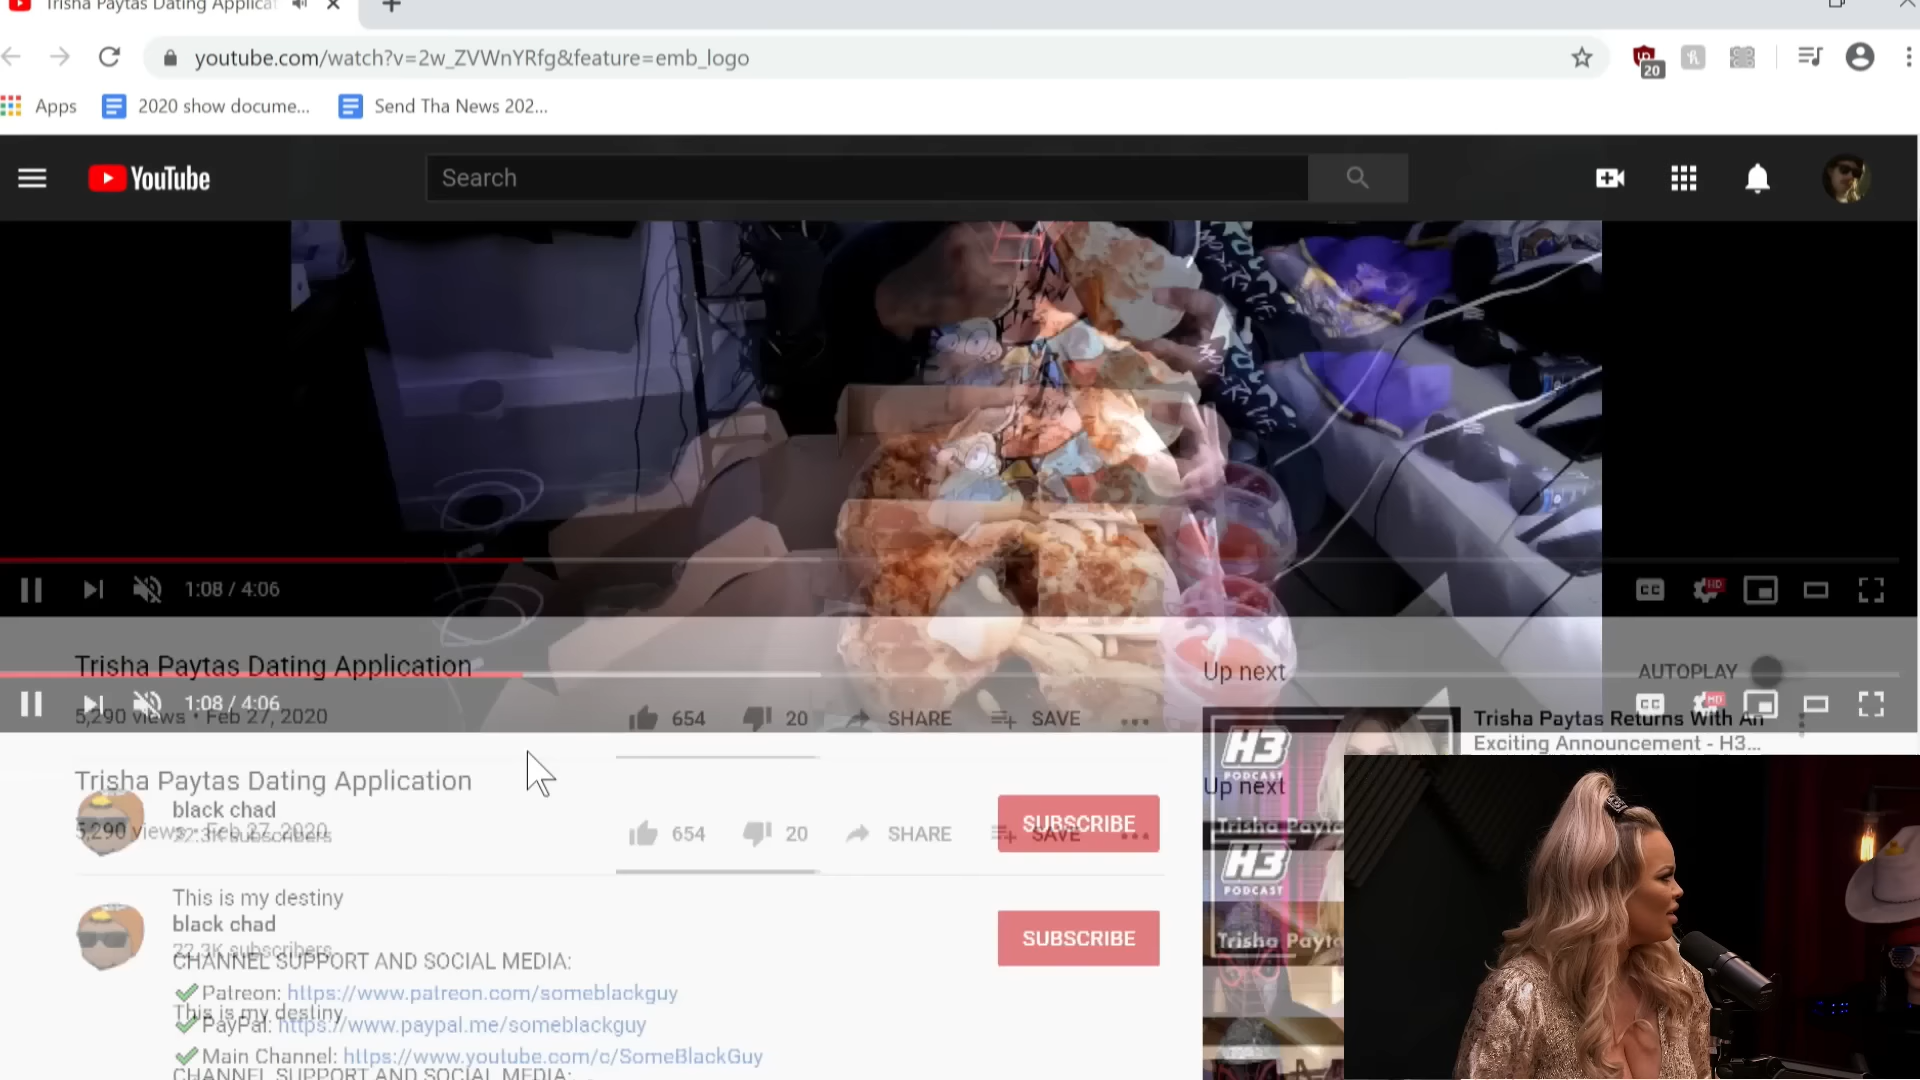 Trisha Paytas Dating Applicat
youtube.com/watch?v=2w_ZVWnYRfg&feature=emb_logo
20
Apps
2020 show docume...
Send Tha News 202...
YouTube
Search
1:08 / 4:06
CC
HD
Trisha Paytas Dating Application
Up next
AUTOPLAY
1:08 / 4:06
CC
HD
5,290 views • Feb 27, 2020
654
20
SHARE
SAVE
Trisha Paytas Returns With An
Exciting Announcement - H3...
H3
PODCAST
Trisha Paytas Dating Application
Up next
black chad
22.3K subscribers
5,290 views • Feb 27, 2020
654
20
SHARE
SAVE
SUBSCRIBE
Trisha Payta
H3
PODCAST
This is my destiny
black chad
22.3K subscribers
SUBSCRIBE
Trisha Payta
CHANNEL SUPPORT AND SOCIAL MEDIA:
Patreon: https://www.patreon.com/someblackguy
This is my destiny
PayPal: https://www.paypal.me/someblackguy
Main Channel: https://www.youtube.com/c/SomeBlackGuy
CHANNEL SUPPORT AND SOCIAL MEDIA: